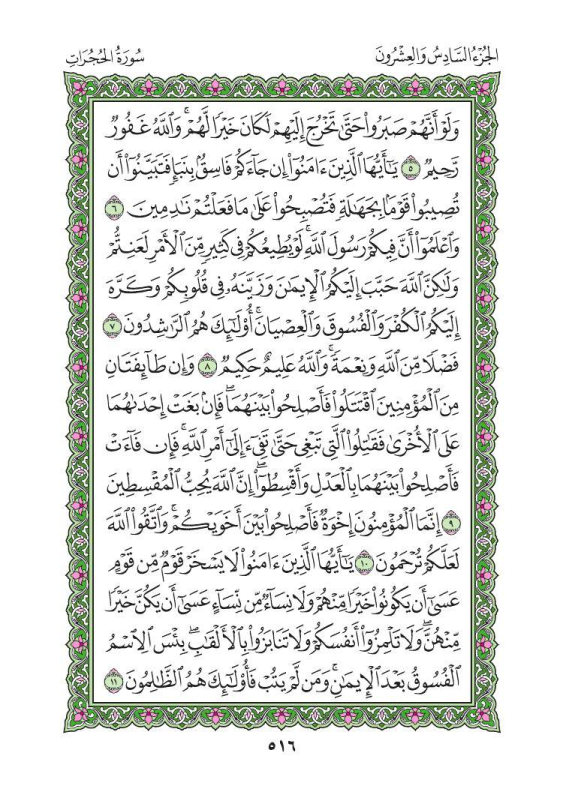 الجُزْءُ السَّادِسُ وَالعِشْرُونَ
سُورَةُ الحُجُرَاتِ
وَلَوْ أَنَّهُمْ صَبَرُوا۟ حَتَّىٰ تَخْرُجَ إِلَيْهِمْ لَكَانَ خَيْرًا لَّهُمْ ۚ وَٱللَّهُ غَفُورٌ
رَّحِيمٌ ٥ يَـٰٓأَيُّهَا ٱلَّذِينَ ءَامَنُوٓا۟ إِن جَآءَكُمْ فَاسِقٌۢ بِنَبَإٍ فَتَبَيَّنُوٓا۟ أَن
تُصِيبُوا۟ قَوْمًۢا بِجَهَـٰلَةٍ فَتُصْبِحُوا۟ عَلَىٰ مَا فَعَلْتُمْ نَـٰدِمِينَ ٦
وَٱعْلَمُوٓا۟ أَنَّ فِيكُمْ رَسُولَ ٱللَّهِ ۚ لَوْ يُطِيعُكُمْ فِى كَثِيرٍ مِّنَ ٱلْأَمْرِ لَعَنِتُّمْ
وَلَـٰكِنَّ ٱللَّهَ حَبَّبَ إِلَيْكُمُ ٱلْإِيمَـٰنَ وَزَيَّنَهُۥ فِى قُلُوبِكُمْ وَكَرَّهَ
إِلَيْكُمُ ٱلْكُفْرَ وَٱلْفُسُوقَ وَٱلْعِصْيَانَ ۚ أُو۟لَـٰٓئِكَ هُمُ ٱلرَّٰشِدُونَ ٧
فَضْلًا مِّنَ ٱللَّهِ وَنِعْمَةً ۚ وَٱللَّهُ عَلِيمٌ حَكِيمٌ ٨ وَإِن طَآئِفَتَانِ
مِنَ ٱلْمُؤْمِنِينَ ٱقْتَتَلُوا۟ فَأَصْلِحُوا۟ بَيْنَهُمَا ۖ فَإِنۢ بَغَتْ إِحْدَىٰهُمَا
عَلَى ٱلْأُخْرَىٰ فَقَـٰتِلُوا۟ ٱلَّتِى تَبْغِى حَتَّىٰ تَفِىٓءَ إِلَىٰٓ أَمْرِ ٱللَّهِ ۚ فَإِن فَآءَتْ
فَأَصْلِحُوا۟ بَيْنَهُمَا بِٱلْعَدْلِ وَأَقْسِطُوٓا۟ ۖ إِنَّ ٱللَّهَ يُحِبُّ ٱلْمُقْسِطِينَ
٩ إِنَّمَا ٱلْمُؤْمِنُونَ إِخْوَةٌ فَأَصْلِحُوا۟ بَيْنَ أَخَوَيْكُمْ ۚ وَٱتَّقُوا۟ ٱللَّهَ
لَعَلَّكُمْ تُرْحَمُونَ ١٠ يَـٰٓأَيُّهَا ٱلَّذِينَ ءَامَنُوا۟ لَا يَسْخَرْ قَوْمٌ مِّن قَوْمٍ
عَسَىٰٓ أَن يَكُونُوا۟ خَيْرًا مِّنْهُمْ وَلَا نِسَآءٌ مِّن نِّسَآءٍ عَسَىٰٓ أَن يَكُنَّ خَيْرًا
مِّنْهُنَّ ۖ وَلَا تَلْمِزُوٓا۟ أَنفُسَكُمْ وَلَا تَنَابَزُوا۟ بِٱلْأَلْقَـٰبِ ۖ بِئْسَ ٱلِٱسْمُ
ٱلْفُسُوقُ بَعْدَ ٱلْإِيمَـٰنِ ۚ وَمَن لَّمْ يَتُبْ فَأُو۟لَـٰٓئِكَ هُمُ ٱلظَّـٰلِمُونَ ١١
٥١٦